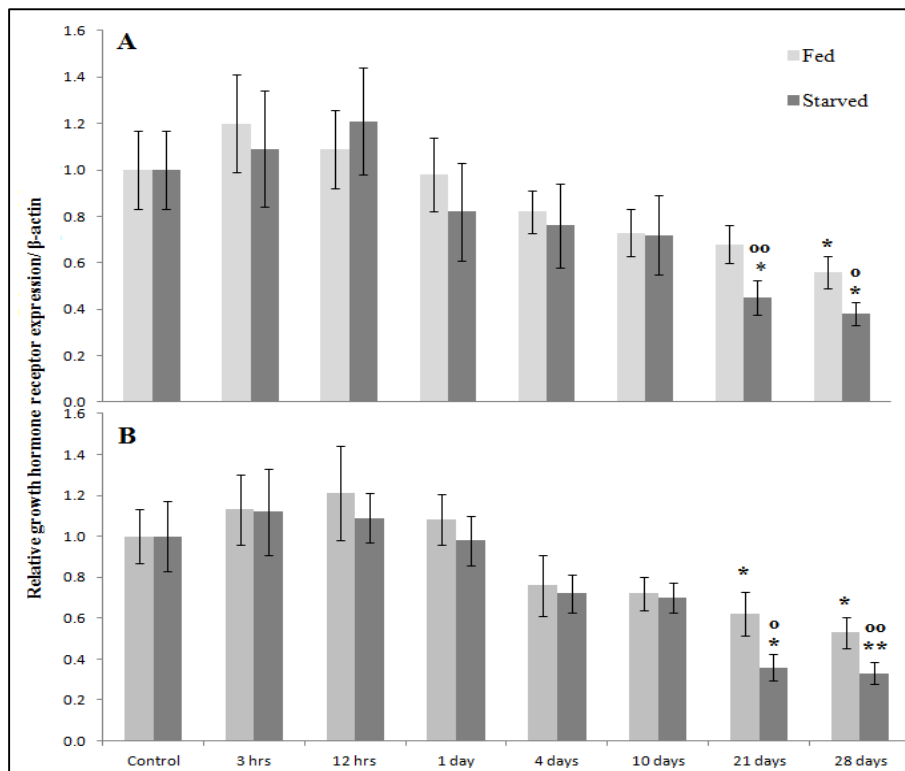 Relative growth hormone receptor expression/ β-actin
A
Fed
Starved
1.6
1.4
1.2
1.0
0.8
0.6
0.4
0.2
0.0
oo
*
*
o
*
B
1.6
1.4
1.2
1.0
0.8
0.6
0.4
0.2
0.0
*
o
*
*
oo
**
Control 3 hrs 12 hrs 1 day 4 days 10 days 21 days 28 days